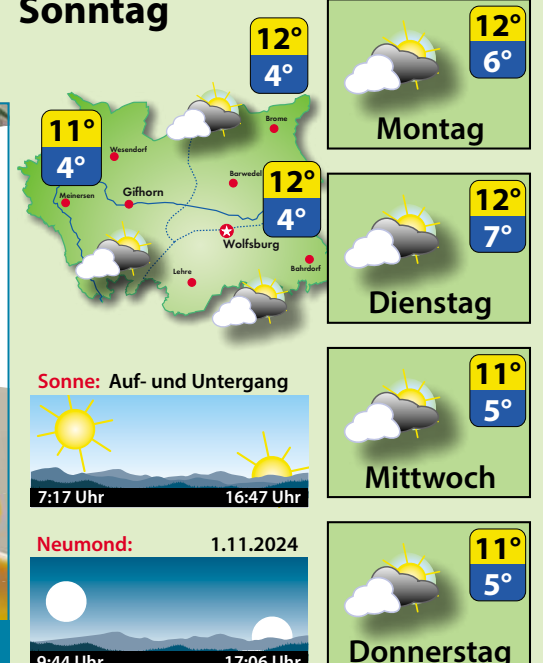 Sonntag
12°
4°
11°
4°
Brome
Wesendorf
Barwedel
12°
4°
Meinersen
Gifhorn
Wolfsburg
Lehre
Bahrdorf
Sonne: Auf- und Untergang
7:17 Uhr 16:47 Uhr
Neumond: 1.11.2024
9:44 Uhr 17:06 Uhr
12°
6°
Montag
12°
7°
Dienstag
11°
5°
Mittwoch
11°
5°
Donnerstag